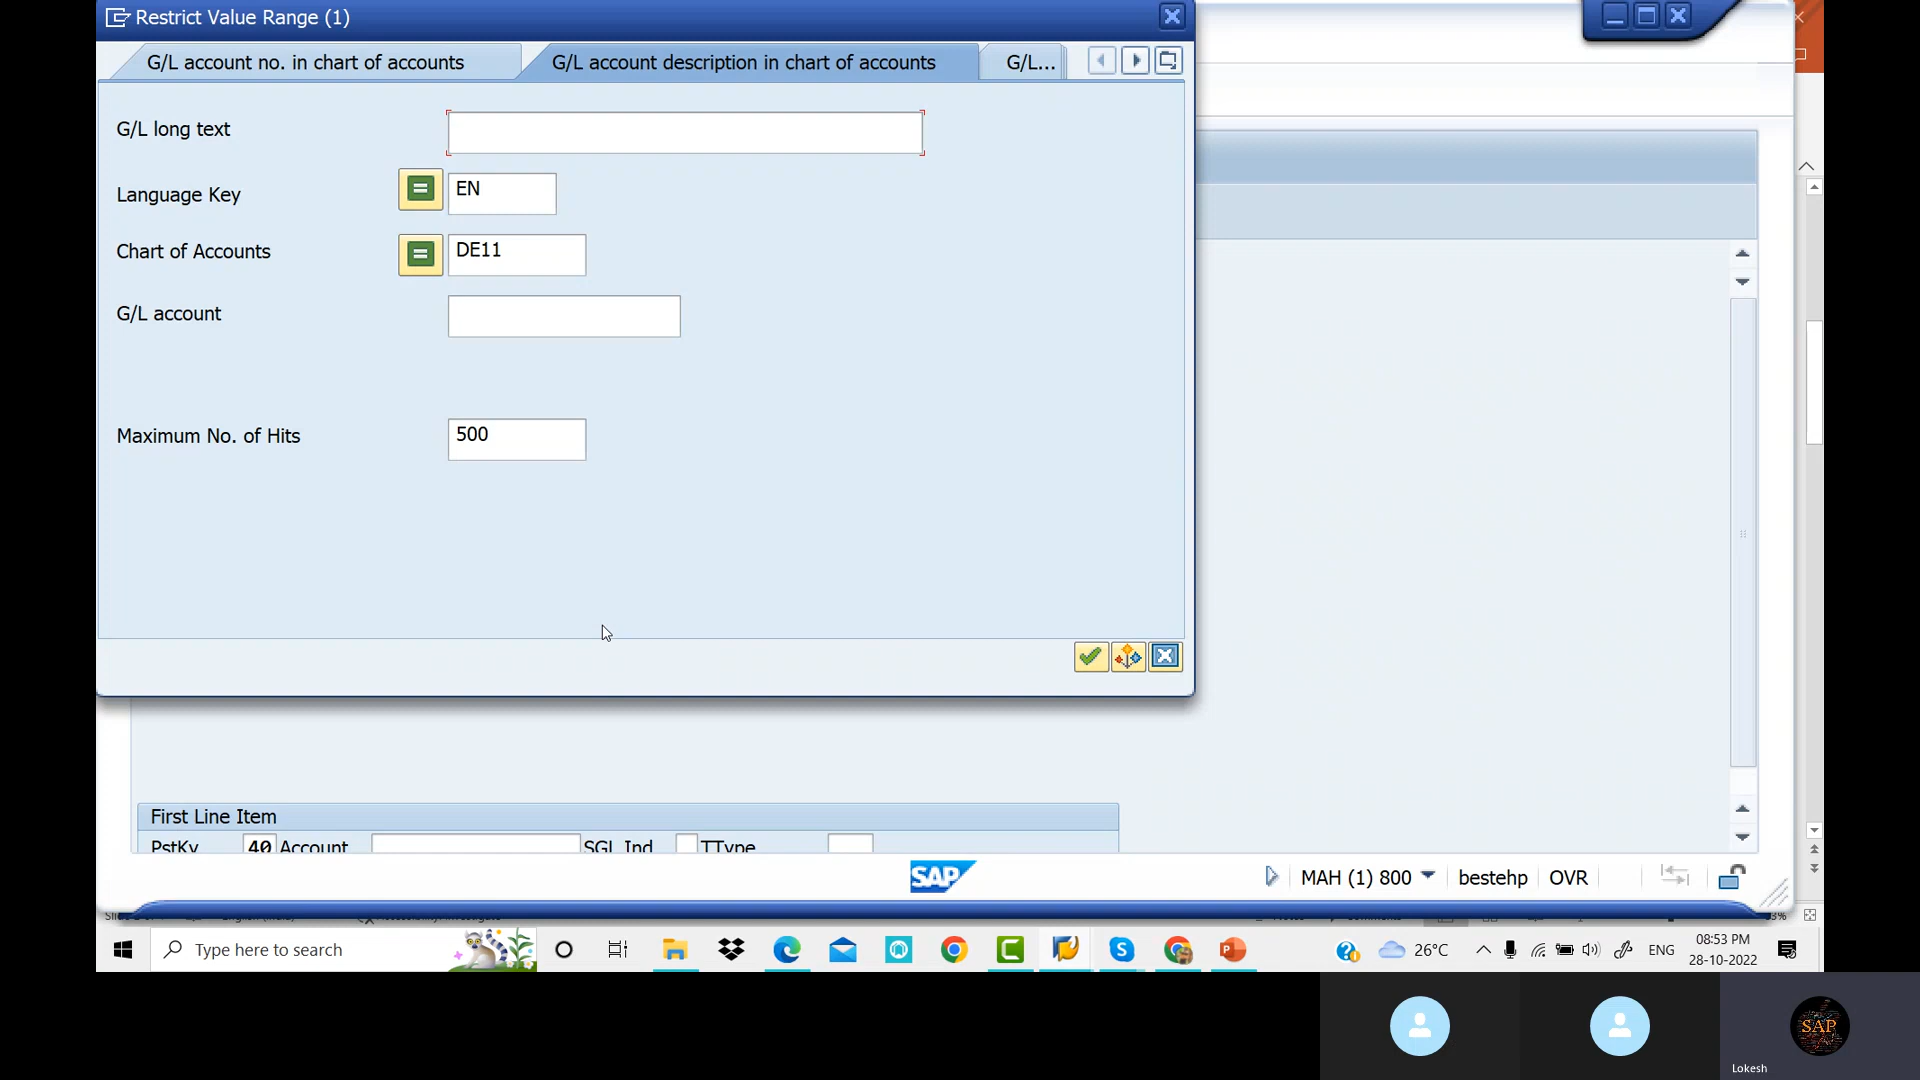 Restrict Value Range (1)
G/L account no. in chart of accounts
G/L account description in chart of accounts
G/L...
G/L long text
Language Key
EN
Chart of Accounts
DE11
G/L account
Maximum No. of Hits
500
First Line Item
PstKy 40 Account SGL Ind TType
SAP
MAH (1) 800
bestehp
OVR
Type here to search
26°C
ENG
08:53 PM
28-10-2022
SAP
Lokesh